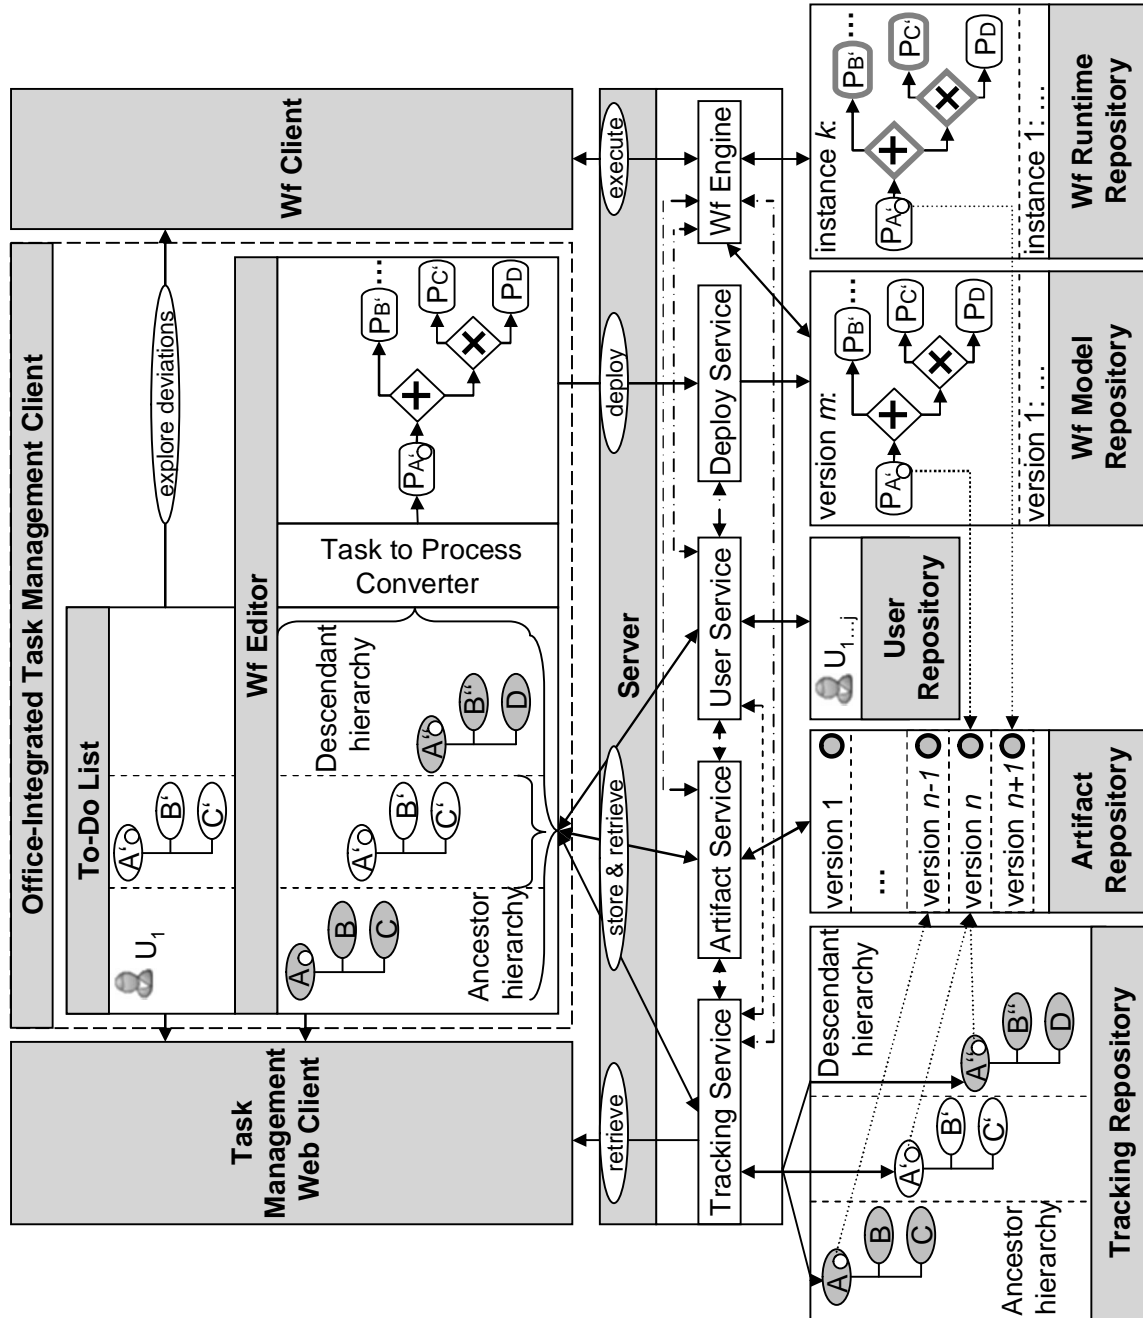 Office-Integrated Task Management Client
Task
Management
Web Client
To-Do List
U1
A'
B'
C'
explore deviations
Wf Client
Wf Editor
A
B
C
Ancestor
hierarchy
A'
B'
C'
Descendant
hierarchy
A''
B''
D
Task to Process
Converter
PA'
PB'
...
PC'
PD
retrieve
store & retrieve
deploy
execute
Server
Tracking Service
Artifact Service
User Service
Deploy Service
Wf Engine
A
B
C
Ancestor
hierarchy
A'
B'
C'
Descendant
hierarchy
A''
B''
D
Tracking Repository
version 1
...
version n-1
version n
version n+1
Artifact
Repository
U1...j
User
Repository
version m:
PA'
PB'
...
PC'
PD
version 1: ...
Wf Model
Repository
instance k:
PA'
PB'
...
PC'
PD
instance 1: ...
Wf Runtime
Repository